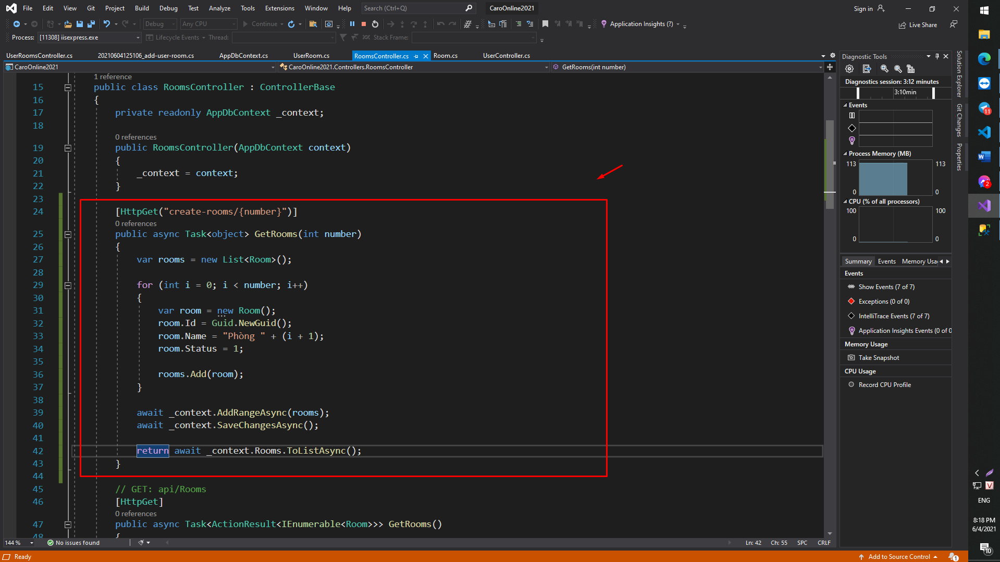 File Edit View Git Project Build Debug Test Analyze Tools Extensions Window Help Search (Ctrl+Q) CaroOnline2021 Sign in
Debug Any CPU Continue Application Insights (?) Live Share
Process: [11308] iisexpress.exe Lifecycle Events Thread: Stack Frame:
UserRoomsController.cs 20210604125106_add-user-room.cs AppDbContext.cs UserRoom.cs RoomsController.cs Room.cs UserController.cs
CaroOnline2021 CaroOnline2021.Controllers.RoomsController GetRooms(int number)
1 reference
15 public class RoomsController : ControllerBase
16 {
17 private readonly AppDbContext _context;
18
0 references
19 public RoomsController(AppDbContext context)
20 {
21 _context = context;
22 }
23
24 [HttpGet("create-rooms/{number}")]
0 references
25 public async Task<object> GetRooms(int number)
26 {
27 var rooms = new List<Room>();
28
29 for (int i = 0; i < number; i++)
30 {
31 var room = new Room();
32 room.Id = Guid.NewGuid();
33 room.Name = "Phòng " + (i + 1);
34 room.Status = 1;
35
36 rooms.Add(room);
37 }
38
39 await _context.AddRangeAsync(rooms);
40 await _context.SaveChangesAsync();
41
42 return await _context.Rooms.ToListAsync();
43 }
44
45 // GET: api/Rooms
46 [HttpGet]
0 references
47 public async Task<ActionResult<IEnumerable<Room>>> GetRooms()
48 {
144 % No issues found Ln: 42 Ch: 55 SPC CRLF
Ready Add to Source Control 1
Diagnostic Tools
Diagnostics session: 3:12 minutes
3:10min
Events
Process Memory (MB)
113 113
0 0
CPU (% of all processors)
100 100
0 0
Summary Events Memory Usa
Events
Show Events (7 of 7)
Exceptions (0 of 0)
IntelliTrace Events (7 of 7)
Application Insights Events (0 of 0
Memory Usage
Take Snapshot
CPU Usage
Record CPU Profile
Solution Explorer
Git Changes
Properties
11
2
ENG
8:18 PM
6/4/2021
10